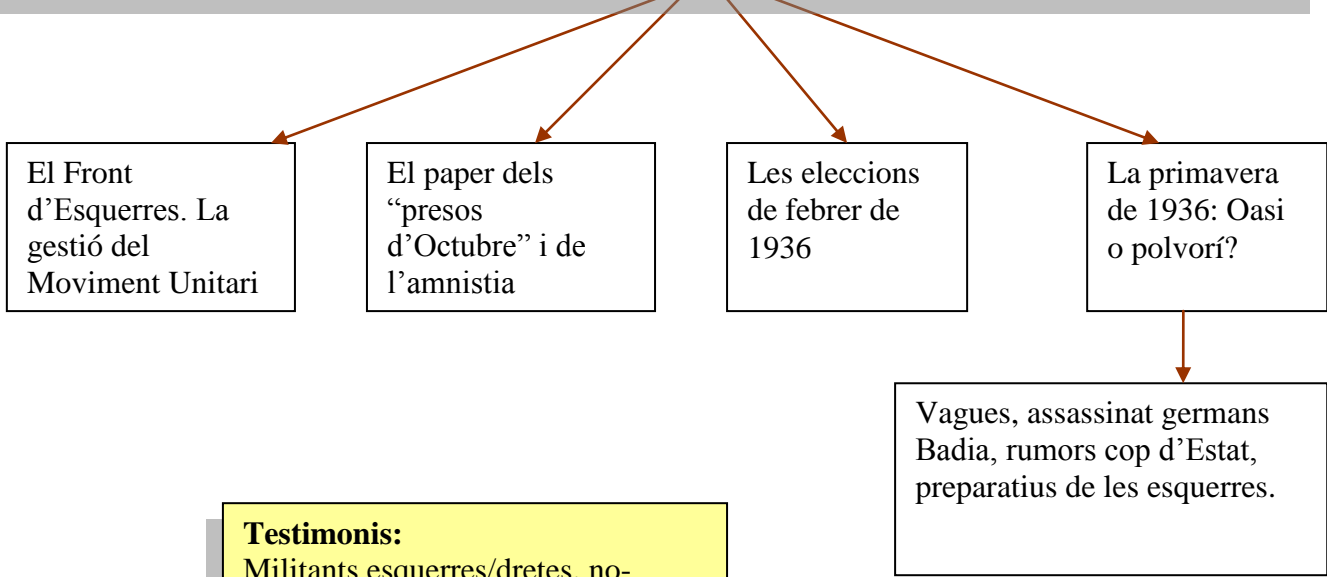 El Front
d’Esquerres. La
gestió del
Moviment Unitari
El paper dels
“presos
d’Octubre” i de
l’amnistia
Les eleccions
de febrer de
1936
La primavera
de 1936: Oasi
o polvorí?
Vagues, assassinat germans
Badia, rumors cop d’Estat,
preparatius de les esquerres.
Testimonis:
Militants esquerres/dretes, no-